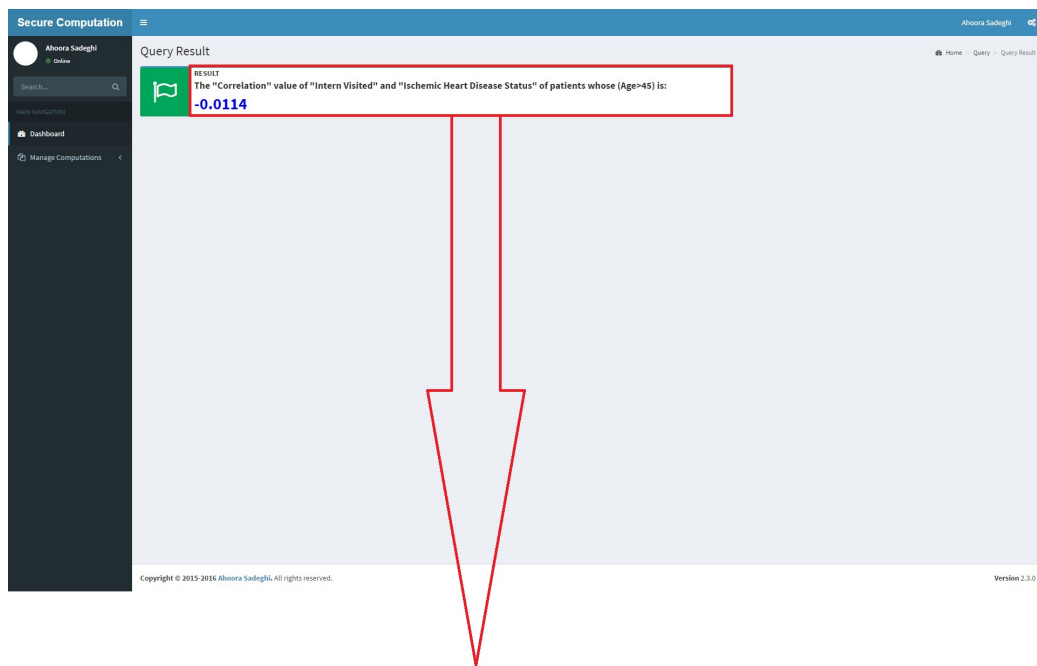 Secure Computation
Ahoora Sadeghi
Ahoora Sadeghi
Online
Search...
MAIN NAVIGATION
Dashboard
Manage Computations
Query Result
Home > Query > Query Result
RESULT
The "Correlation" value of "Intern Visited" and "Ischemic Heart Disease Status" of patients whose (Age>45) is:
-0.0114
Copyright © 2015-2016 Ahoora Sadeghi. All rights reserved.
Version 2.3.0